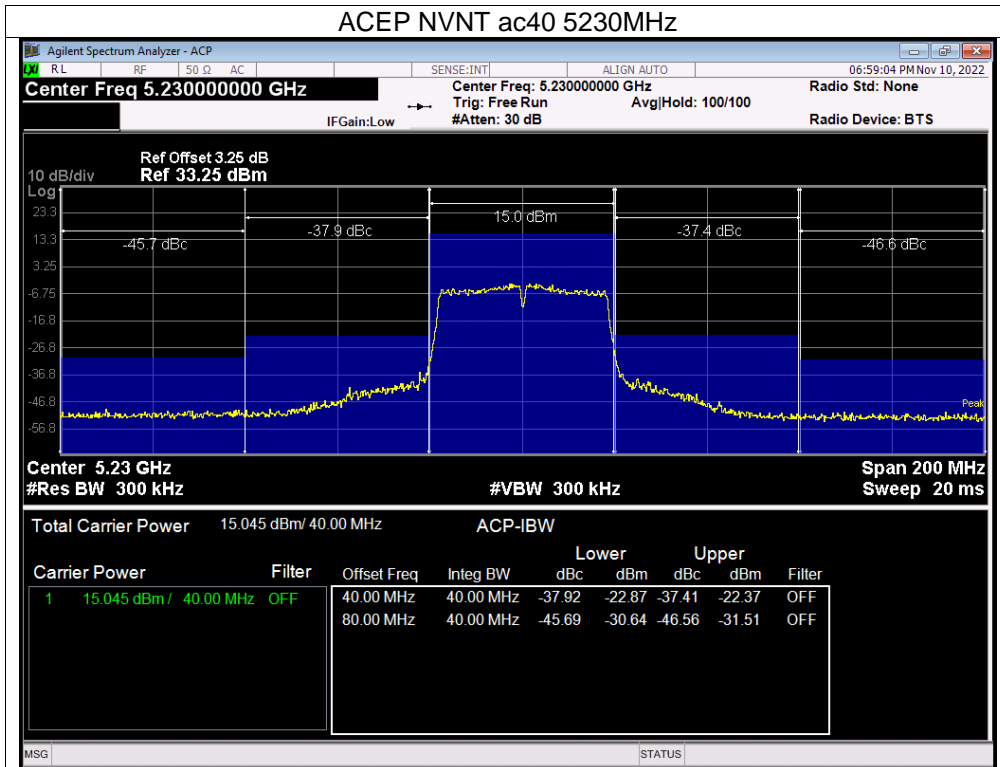 ACEP NVNT ac40 5230MHz
Agilent Spectrum Analyzer - ACP
LXI RL RF 50 Ω AC SENSE:INT ALIGN AUTO 06:59:04 PM Nov 10, 2022
Center Freq 5.230000000 GHz Center Freq: 5.230000000 GHz Radio Std: None
Trig: Free Run Avg|Hold: 100/100
IFGain:Low #Atten: 30 dB Radio Device: BTS
Ref Offset 3.25 dB
10 dB/div Ref 33.25 dBm
Log
23.3
15.0 dBm
-37.9 dBc -37.4 dBc
13.3
-45.7 dBc -46.6 dBc
3.25
-6.75
-16.8
-26.8
-36.8
-46.8
Peak
-56.8
Center 5.23 GHz Span 200 MHz
#Res BW 300 kHz #VBW 300 kHz Sweep 20 ms
Total Carrier Power 15.045 dBm/ 40.00 MHz ACP-IBW
Lower Upper
Carrier Power Filter Offset Freq Integ BW dBc dBm dBc dBm Filter
1 15.045 dBm / 40.00 MHz OFF 40.00 MHz 40.00 MHz -37.92 -22.87 -37.41 -22.37 OFF
80.00 MHz 40.00 MHz -45.69 -30.64 -46.56 -31.51 OFF
MSG STATUS